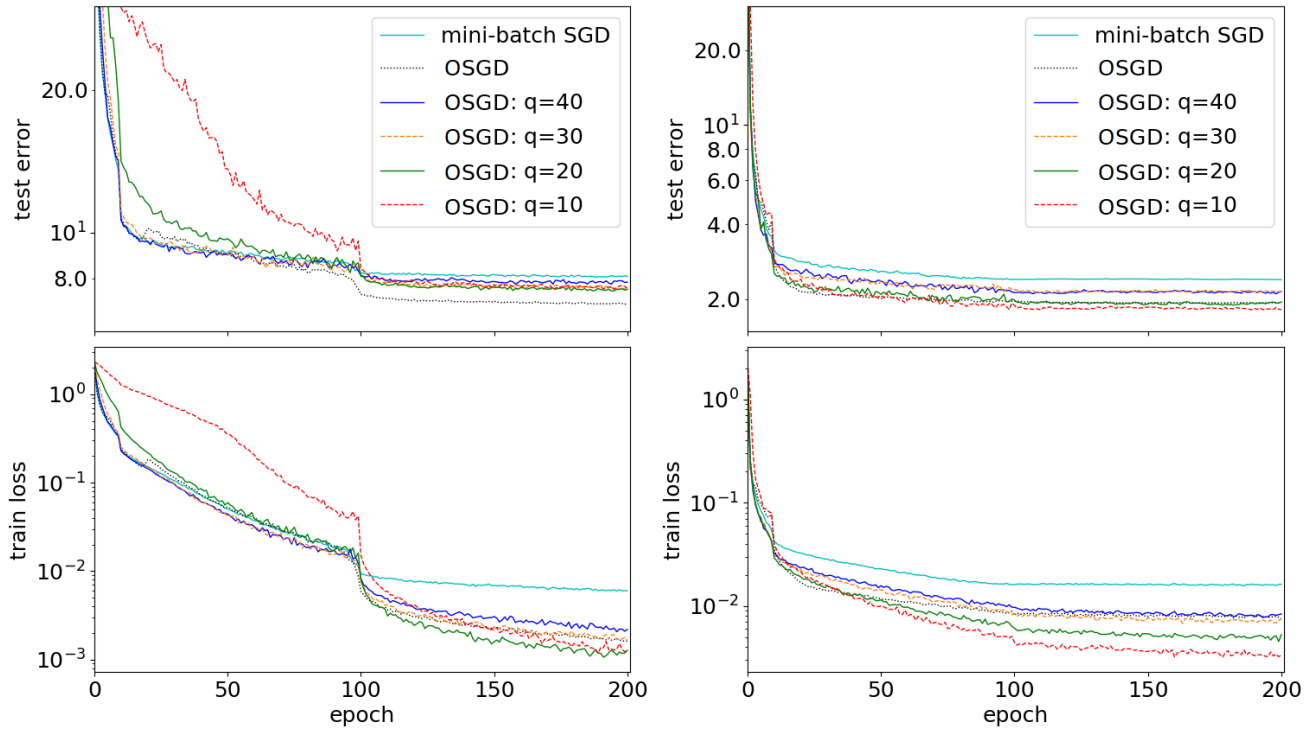 test error
20.0
10¹
8.0
mini-batch SGD
OSGD
OSGD: q=40
OSGD: q=30
OSGD: q=20
OSGD: q=10
test error
20.0
10¹
8.0
6.0
4.0
2.0
mini-batch SGD
OSGD
OSGD: q=40
OSGD: q=30
OSGD: q=20
OSGD: q=10
train loss
10⁰
10⁻¹
10⁻²
10⁻³
0 50 100 150 200
epoch
train loss
10⁰
10⁻¹
10⁻²
0 50 100 150 200
epoch